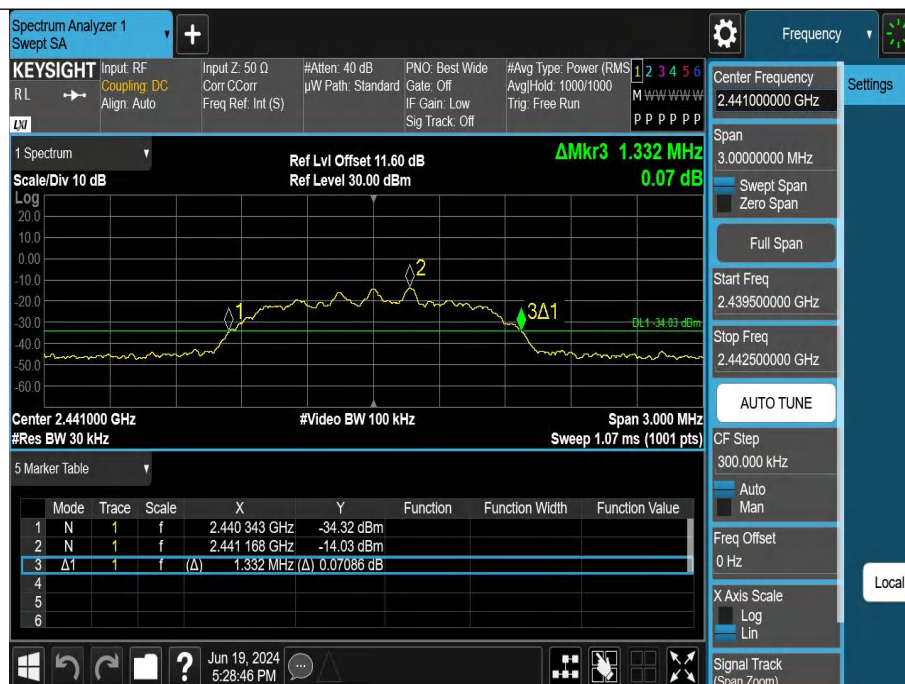 Spectrum Analyzer 1
Swept SA
Frequency
KEYSIGHT
RL
LXI
Input: RF
Coupling: DC
Align: Auto
Input Z: 50 Ω
Corr CCorr
Freq Ref: Int (S)
#Atten: 40 dB
µW Path: Standard
PNO: Best Wide
Gate: Off
IF Gain: Low
Sig Track: Off
#Avg Type: Power (RMS
Avg|Hold: 1000/1000
Trig: Free Run
1 2 3 4 5 6
M W W W W W
P P P P P P
1 Spectrum
Scale/Div 10 dB
Ref Lvl Offset 11.60 dB
Ref Level 30.00 dBm
ΔMkr3 1.332 MHz
0.07 dB
Log
20.0
10.0
0.00
-10.0
-20.0
-30.0
-40.0
-50.0
-60.0
1
2
3Δ1
DL1 -34.03 dBm
Center 2.441000 GHz
#Video BW 100 kHz
Span 3.000 MHz
#Res BW 30 kHz
Sweep 1.07 ms (1001 pts)
5 Marker Table
Mode Trace Scale X Y Function Function Width Function Value
1 N 1 f 2.440 343 GHz -34.32 dBm
2 N 1 f 2.441 168 GHz -14.03 dBm
3 Δ1 1 f (Δ) 1.332 MHz (Δ) 0.07086 dB
4
5
6
Jun 19, 2024
5:28:46 PM
Center Frequency
2.441000000 GHz
Span
3.00000000 MHz
Swept Span
Zero Span
Full Span
Start Freq
2.439500000 GHz
Stop Freq
2.442500000 GHz
AUTO TUNE
CF Step
300.000 kHz
Auto
Man
Freq Offset
0 Hz
X Axis Scale
Log
Lin
Signal Track
(Span Zoom)
Settings
Local